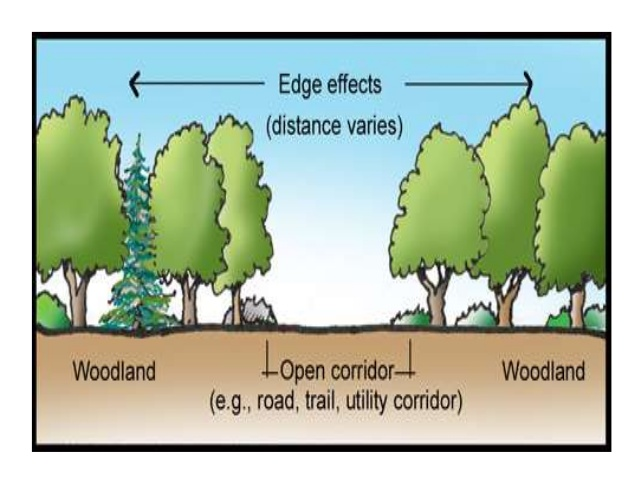 Edge effects
(distance varies)
Woodland
Open corridor
Woodland
(e.g., road, trail, utility corridor)